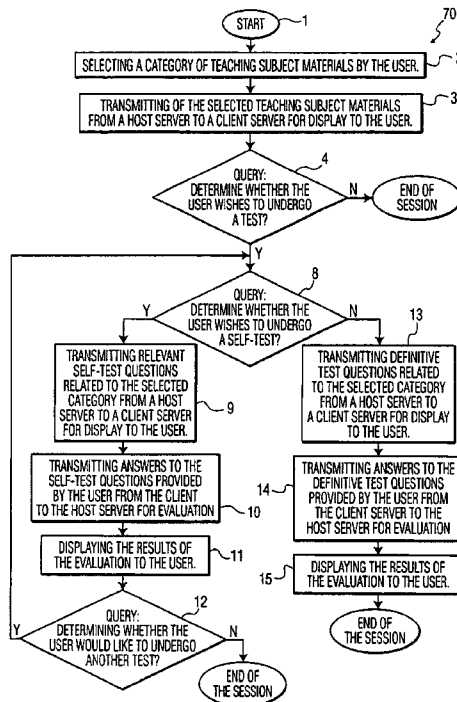 START
1
70
SELECTING A CATEGORY OF TEACHING SUBJECT MATERIALS BY THE USER.
2
TRANSMITTING OF THE SELECTED TEACHING SUBJECT MATERIALS
FROM A HOST SERVER TO A CLIENT SERVER FOR DISPLAY TO THE USER.
3
4
QUERY:
DETERMINE WHETHER THE
USER WISHES TO UNDERGO
A TEST?
N
END OF
SESSION
Y
8
QUERY:
DETERMINE WHETHER THE
USER WISHES TO UNDERGO
A SELF-TEST?
Y
N
TRANSMITTING RELEVANT
SELF-TEST QUESTIONS
RELATED TO THE SELECTED
CATEGORY FROM A HOST
SERVER TO A CLIENT SERVER
FOR DISPLAY TO THE USER.
9
13
TRANSMITTING DEFINITIVE
TEST QUESTIONS RELATED
TO THE SELECTED CATEGORY
FROM A HOST SERVER TO
A CLIENT SERVER FOR
DISPLAY TO THE USER.
TRANSMITTING ANSWERS TO THE
SELF-TEST QUESTIONS PROVIDED
BY THE USER FROM THE CLIENT
TO THE HOST SERVER FOR EVALUATION
10
14
TRANSMITTING ANSWERS TO THE
DEFINITIVE TEST QUESTIONS
PROVIDED BY THE USER FROM
THE CLIENT SERVER TO THE
HOST SERVER FOR EVALUATION
DISPLAYING THE RESULTS OF
THE EVALUATION TO THE USER.
11
15
DISPLAYING THE RESULTS OF
THE EVALUATION TO THE USER.
END OF
THE SESSION
12
QUERY:
DETERMINING WHETHER THE
USER WOULD LIKE TO UNDERGO
ANOTHER TEST?
Y
N
END OF
THE SESSION